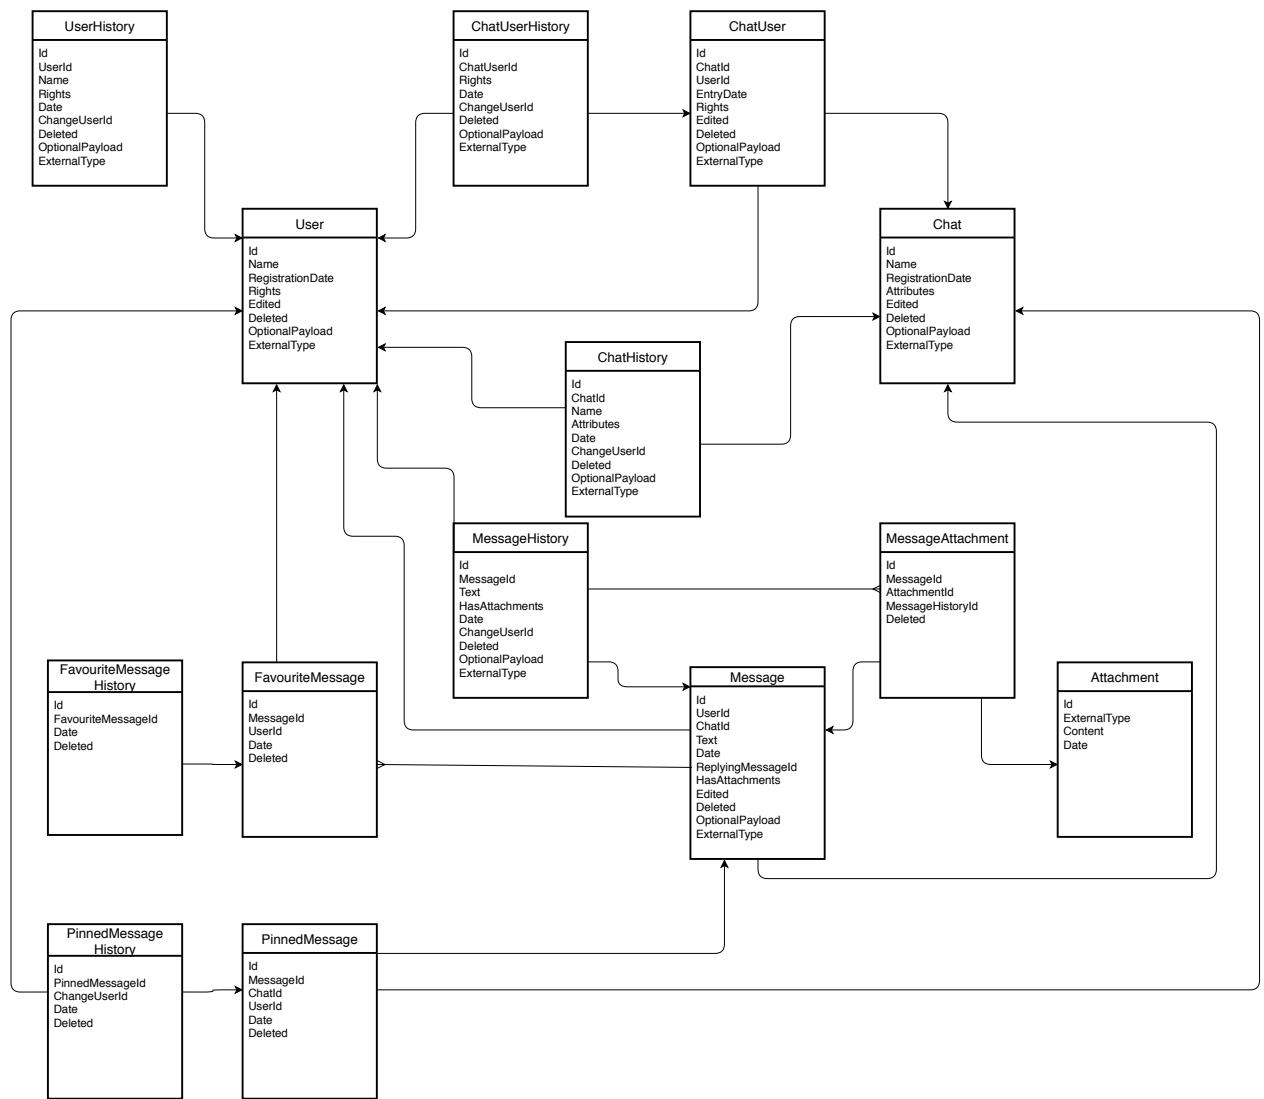 UserHistory
Id
UserId
Name
Rights
Date
ChangeUserId
Deleted
OptionalPayload
ExternalType
ChatUserHistory
Id
ChatUserId
Rights
Date
ChangeUserId
Deleted
OptionalPayload
ExternalType
ChatUser
Id
ChatId
UserId
EntryDate
Rights
Edited
Deleted
OptionalPayload
ExternalType
User
Id
Name
RegistrationDate
Rights
Edited
Deleted
OptionalPayload
ExternalType
Chat
Id
Name
RegistrationDate
Attributes
Edited
Deleted
OptionalPayload
ExternalType
ChatHistory
Id
ChatId
Name
Attributes
Date
ChangeUserId
Deleted
OptionalPayload
ExternalType
MessageHistory
Id
MessageId
Text
HasAttachments
Date
ChangeUserId
Deleted
OptionalPayload
ExternalType
MessageAttachment
Id
MessageId
AttachmentId
MessageHistoryId
Deleted
FavouriteMessage
History
Id
FavouriteMessageId
Date
Deleted
FavouriteMessage
Id
MessageId
UserId
Date
Deleted
Message
Id
UserId
ChatId
Text
Date
ReplyingMessageId
HasAttachments
Edited
Deleted
OptionalPayload
ExternalType
Attachment
Id
ExternalType
Content
Date
PinnedMessage
History
Id
PinnedMessageId
ChangeUserId
Date
Deleted
PinnedMessage
Id
MessageId
ChatId
UserId
Date
Deleted